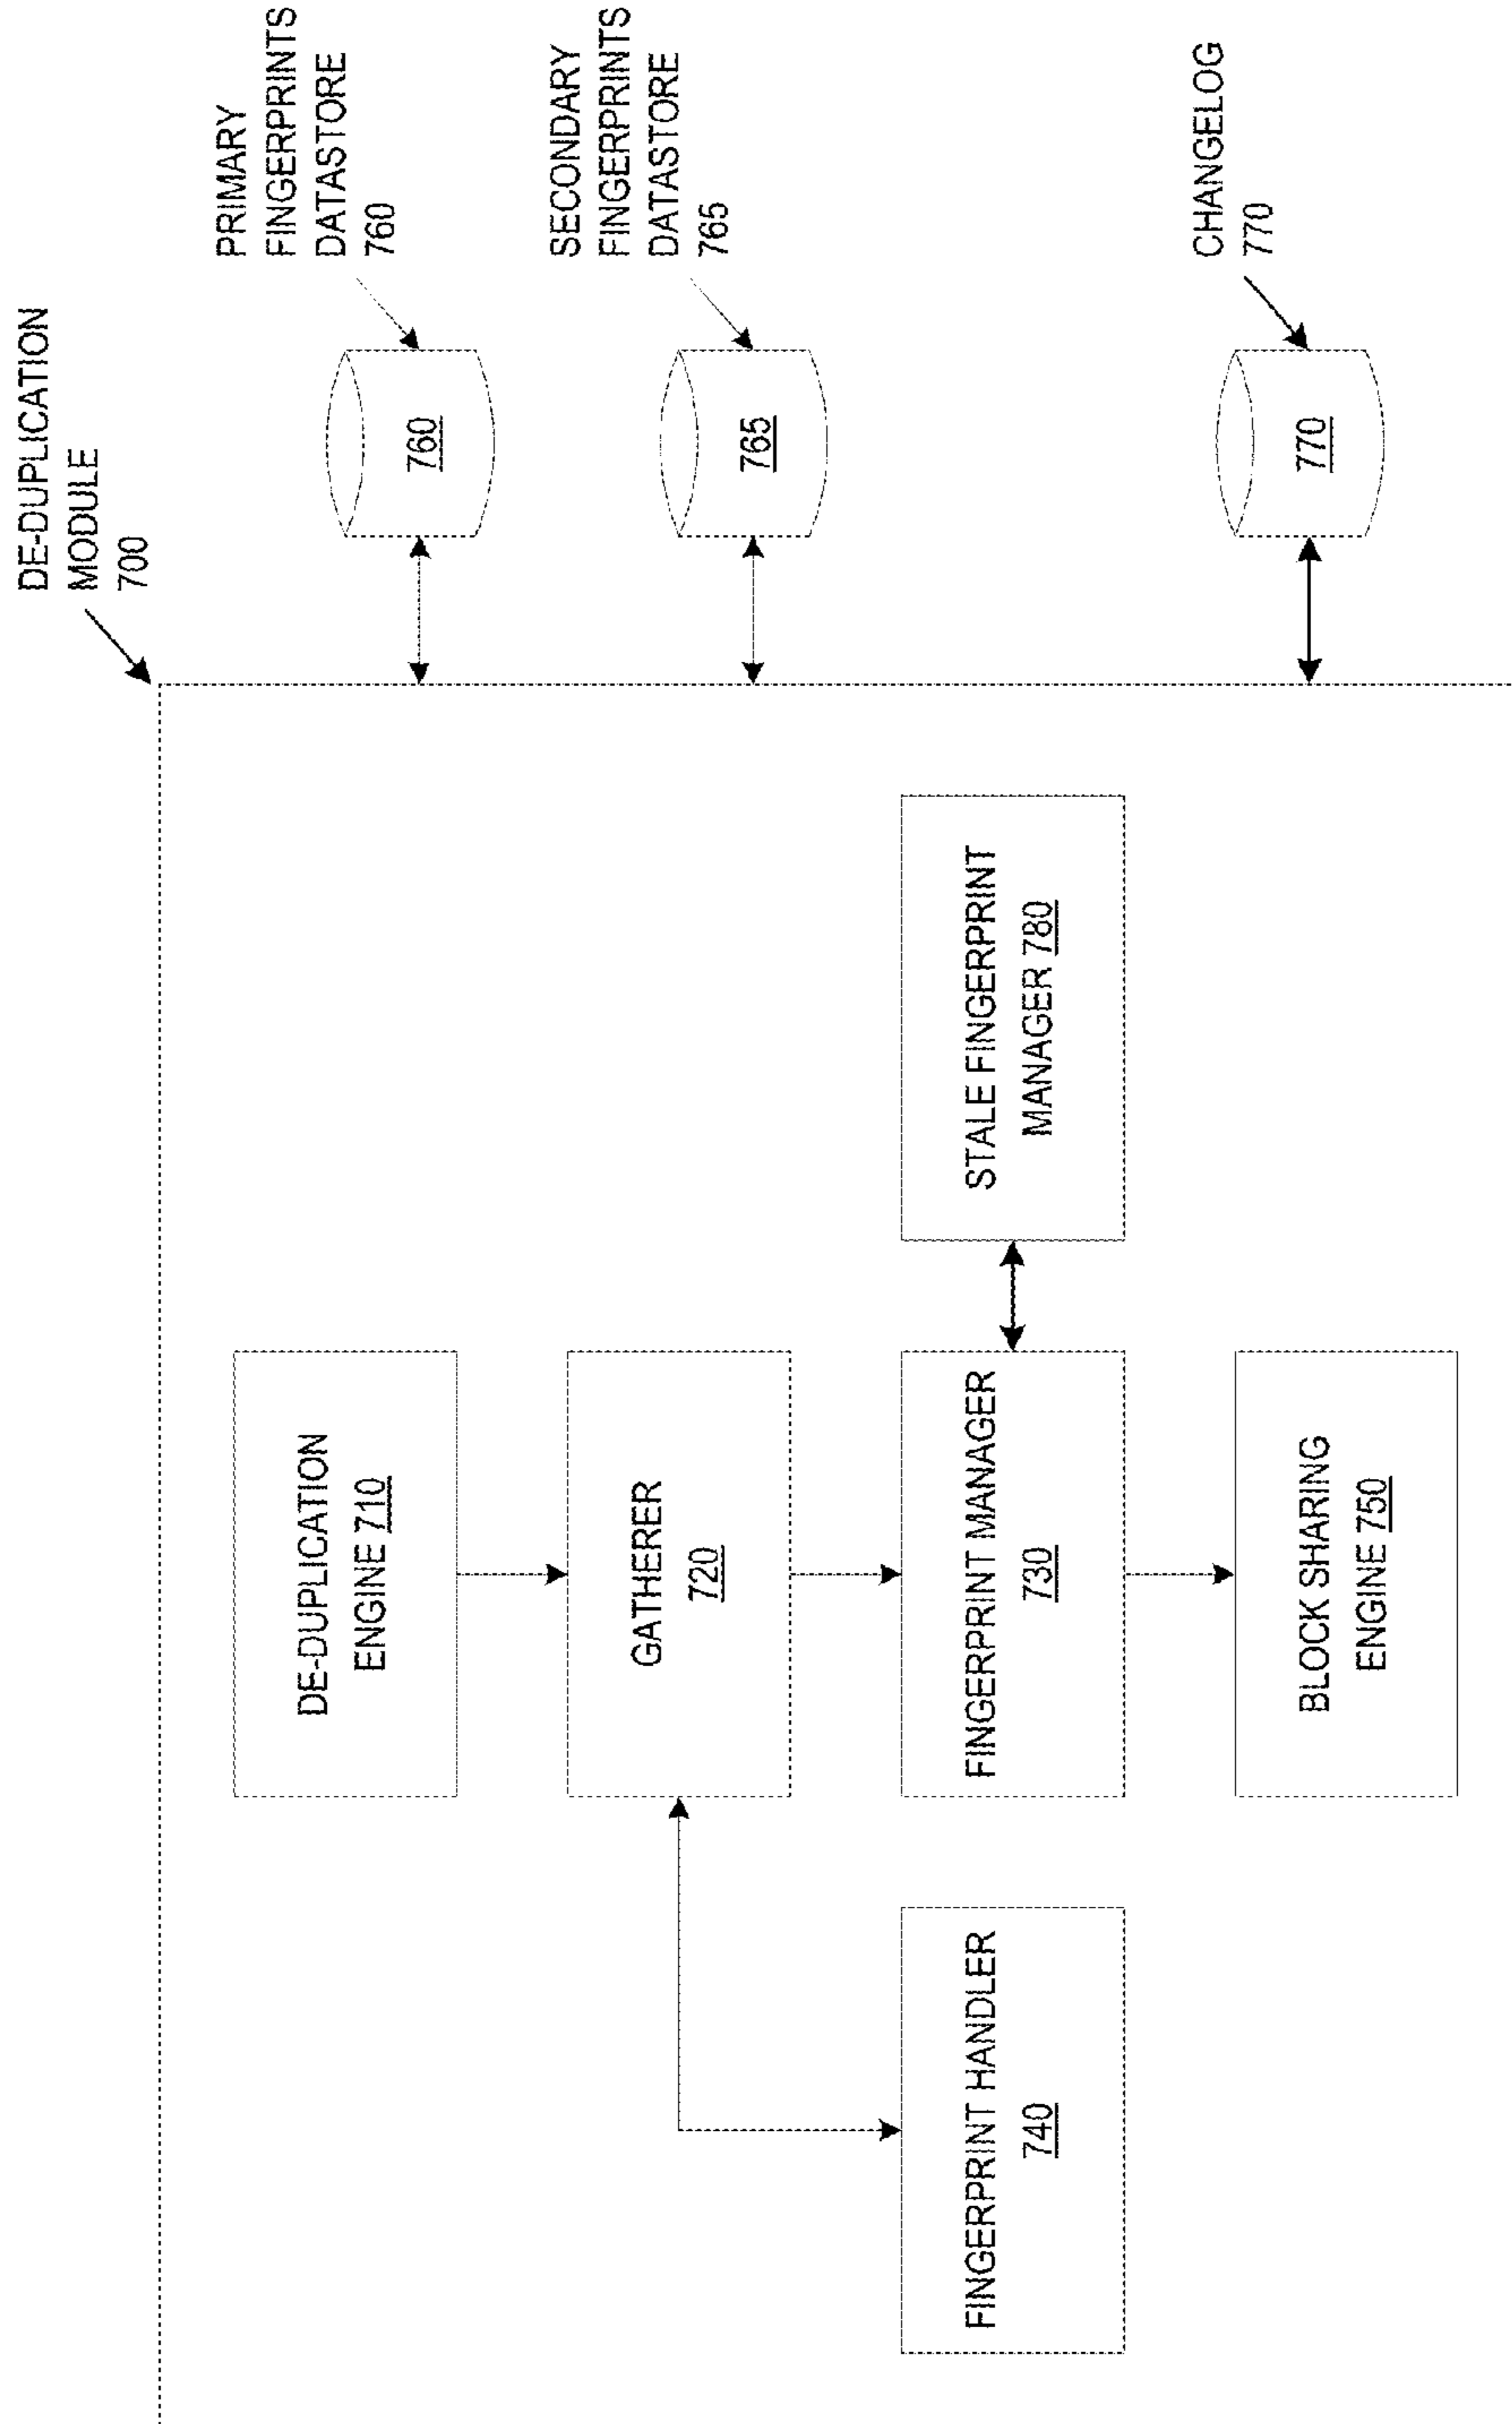 DE-DUPLICATION
MODULE
700
PRIMARY
FINGERPRINTS
DATASTORE
760
760
SECONDARY
FINGERPRINTS
DATASTORE
765
765
CHANGELOG
770
770
DE-DUPLICATION
ENGINE 710
GATHERER
720
FINGERPRINT HANDLER
740
FINGERPRINT MANAGER
730
STALE FINGERPRINT
MANAGER 780
BLOCK SHARING
ENGINE 750